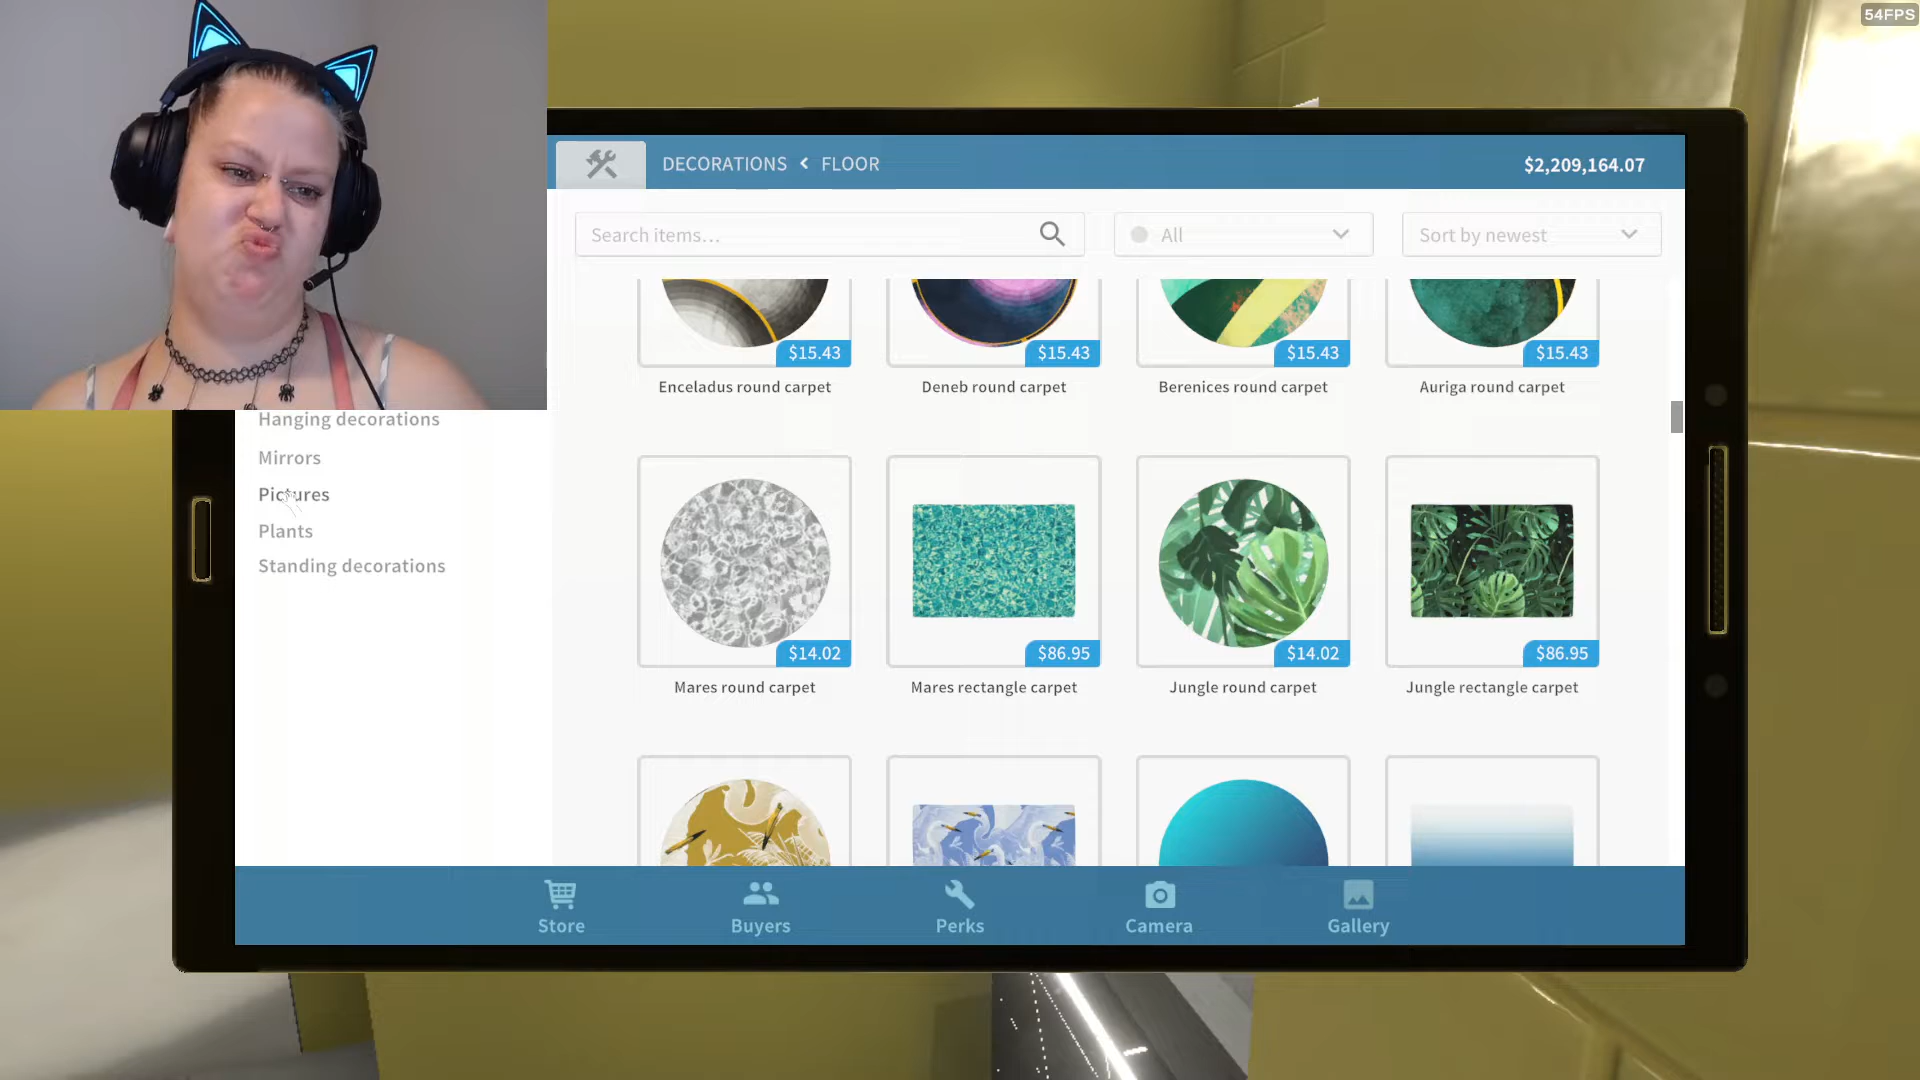 54FPS
DECORATIONS < FLOOR
$2,209,164.07
Search items...
All
Sort by newest
$15.43
$15.43
$15.43
$15.43
Enceladus round carpet
Deneb round carpet
Berenices round carpet
Auriga round carpet
Hanging decorations
Mirrors
Pictures
Plants
Standing decorations
$14.02
$86.95
$14.02
$86.95
Mares round carpet
Mares rectangle carpet
Jungle round carpet
Jungle rectangle carpet
Store
Buyers
Perks
Camera
Gallery